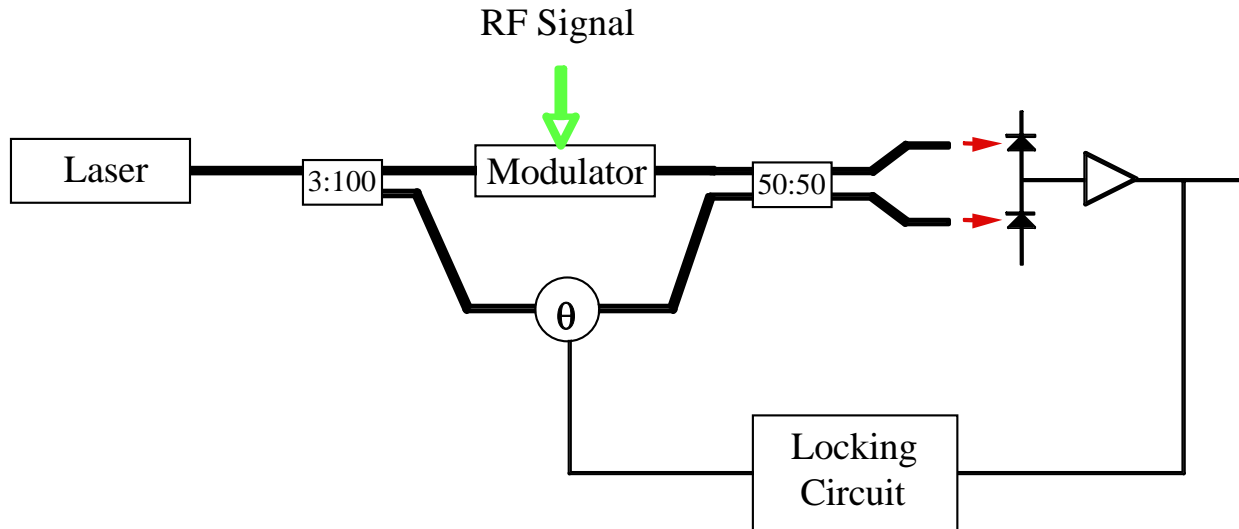 RF Signal
Laser
3:100
Modulator
50:50
θ
Locking
Circuit